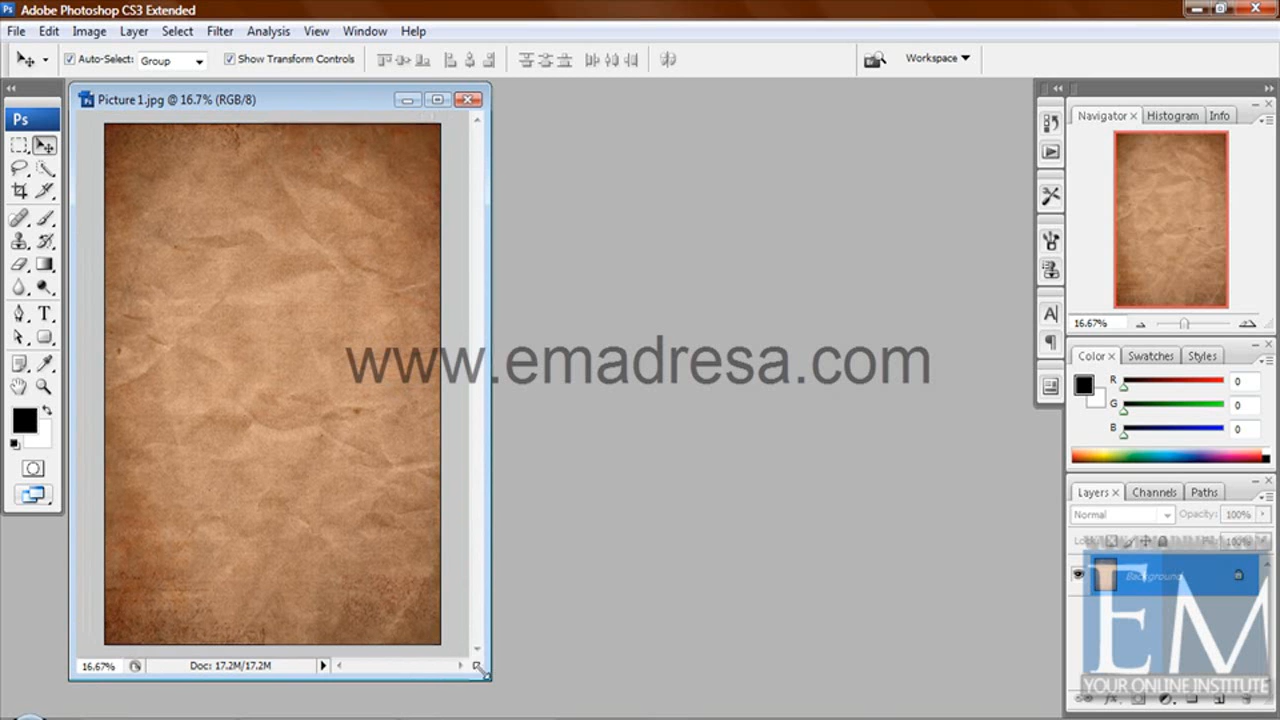 Adobe Photoshop CS3 Extended
File Edit Image Layer Select Filter Analysis View Window Help
Auto-Select: Group Show Transform Controls Workspace
Picture 1.jpg @ 16.7% (RGB/8)
Ps
Navigator Histogram Info
16.67%
www.emadresa.com
Color Swatches Styles
R 0
G 0
B 0
Layers Channels Paths
Normal Opacity: 100%
100%
Background
EM
YOUR ONLINE INSTITUTE
16.67% Doc: 17.2M/17.2M